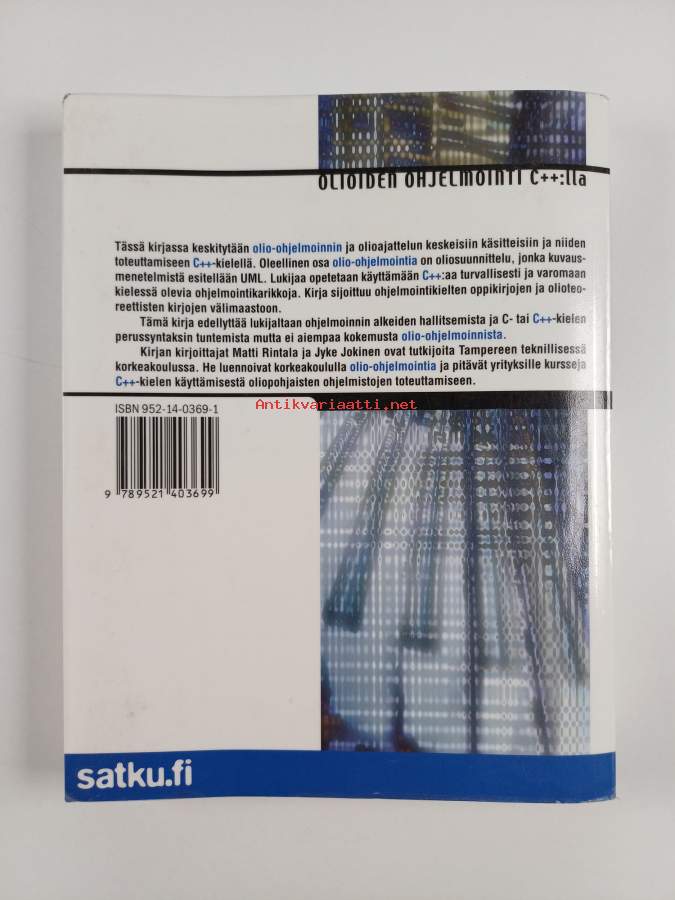 OLIOIDEN OHJELMOINTI C++:lla
Tässä kirjassa keskitytään olio-ohjelmoinnin ja olioajattelun keskeisiin käsitteisiin ja niiden
toteuttamiseen C++-kielellä. Oleellinen osa olio-ohjelmointia on oliosuunnittelu, jonka kuvaus-
menetelmistä esitellään UML. Lukijaa opetetaan käyttämään C++:aa turvallisesti ja varomaan
kielessä olevia ohjelmointikarikkoja. Kirja sijoittuu ohjelmointikielten oppikirjojen ja olioteo-
reettisten kirjojen välimaastoon.
Tämä kirja edellyttää lukijaltaan ohjelmoinnin alkeiden hallitsemista ja C- tai C++-kielen
perussyntaksin tuntemista mutta ei aiempaa kokemusta olio-ohjelmoinnista.
Kirjan kirjoittajat Matti Rintala ja Jyke Jokinen ovat tutkijoita Tampereen teknillisessä
korkeakoulussa. He luennoivat korkeakoululla olio-ohjelmointia ja pitävät yrityksille kursseja
C++-kielen käyttämisestä oliopohjaisten ohjelmistojen toteuttamiseen.
Antikvariaatti.net
ISBN 952-14-0369-1
9 789521 403699
satku.fi